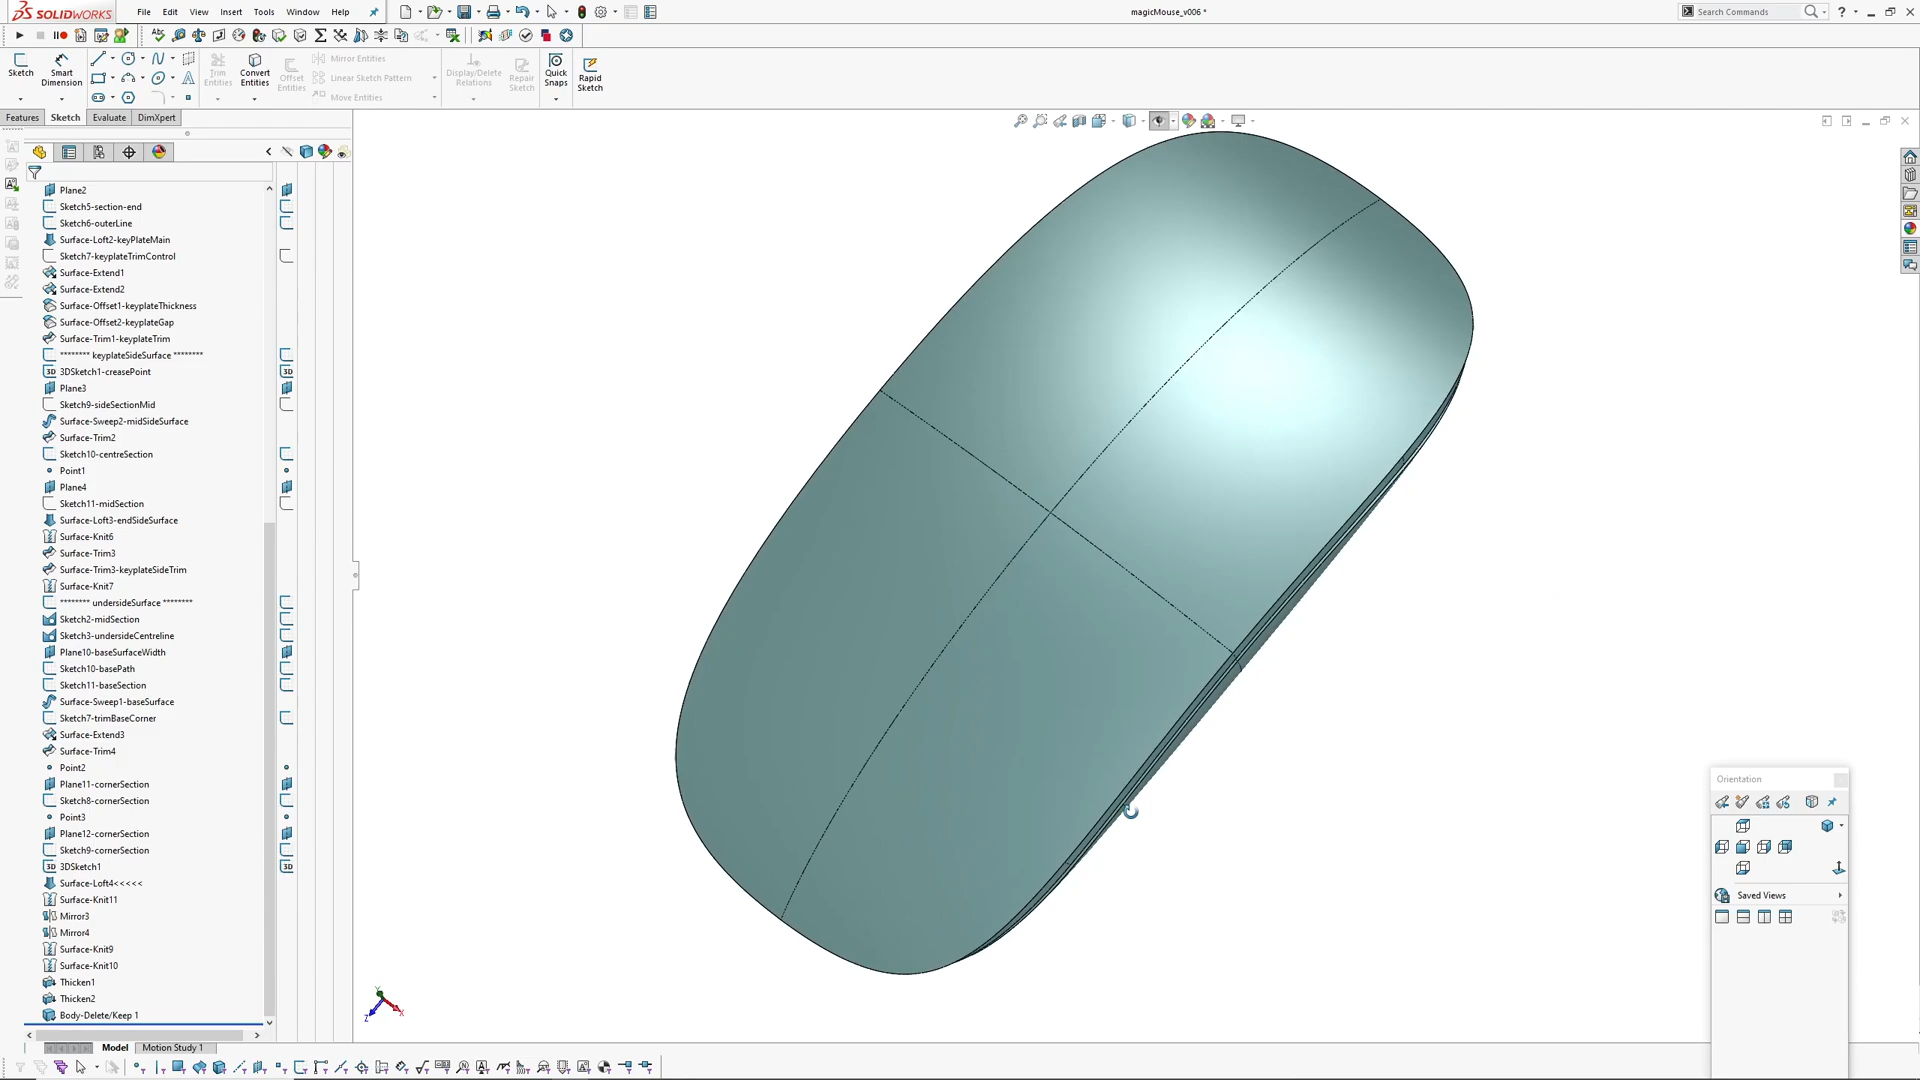 SOLIDWORKS File Edit View Insert Tools Window Help magicMouse_v006 * Search Commands
Sketch Smart Dimension Trim Entities Convert Entities Offset Entities Mirror Entities Linear Sketch Pattern Move Entities Display/Delete Relations Repair Sketch Quick Snaps Rapid Sketch
Features Sketch Evaluate DimXpert
Plane2
Sketch5-section-end
Sketch6-outerLine
Surface-Loft2-keyPlateMain
Sketch7-keyplateTrimControl
Surface-Extend1
Surface-Extend2
Surface-Offset1-keyplateThickness
Surface-Offset2-keyplateGap
Surface-Trim1-keyplateTrim
******** keyplateSideSurface ********
3DSketch1-creasePoint
Plane3
Sketch9-sideSectionMid
Surface-Sweep2-midSideSurface
Surface-Trim2
Sketch10-centreSection
Point1
Plane4
Sketch11-midSection
Surface-Loft3-endSideSurface
Surface-Knit6
Surface-Trim3
Surface-Trim3-keyplateSideTrim
Surface-Knit7
******** undersideSurface ********
Sketch2-midSection
Sketch3-undersideCentreline
Plane10-baseSurfaceWidth
Sketch10-basePath
Sketch11-baseSection
Surface-Sweep1-baseSurface
Sketch7-trimBaseCorner
Surface-Extend3
Surface-Trim4
Point2
Plane11-cornerSection
Sketch8-cornerSection
Point3
Plane12-cornerSection
Sketch9-cornerSection
3DSketch1
Surface-Loft4<<<<<
Surface-Knit11
Mirror3
Mirror4
Surface-Knit9
Surface-Knit10
Thicken1
Thicken2
Body-Delete/Keep 1
Orientation
Saved Views
Model Motion Study 1